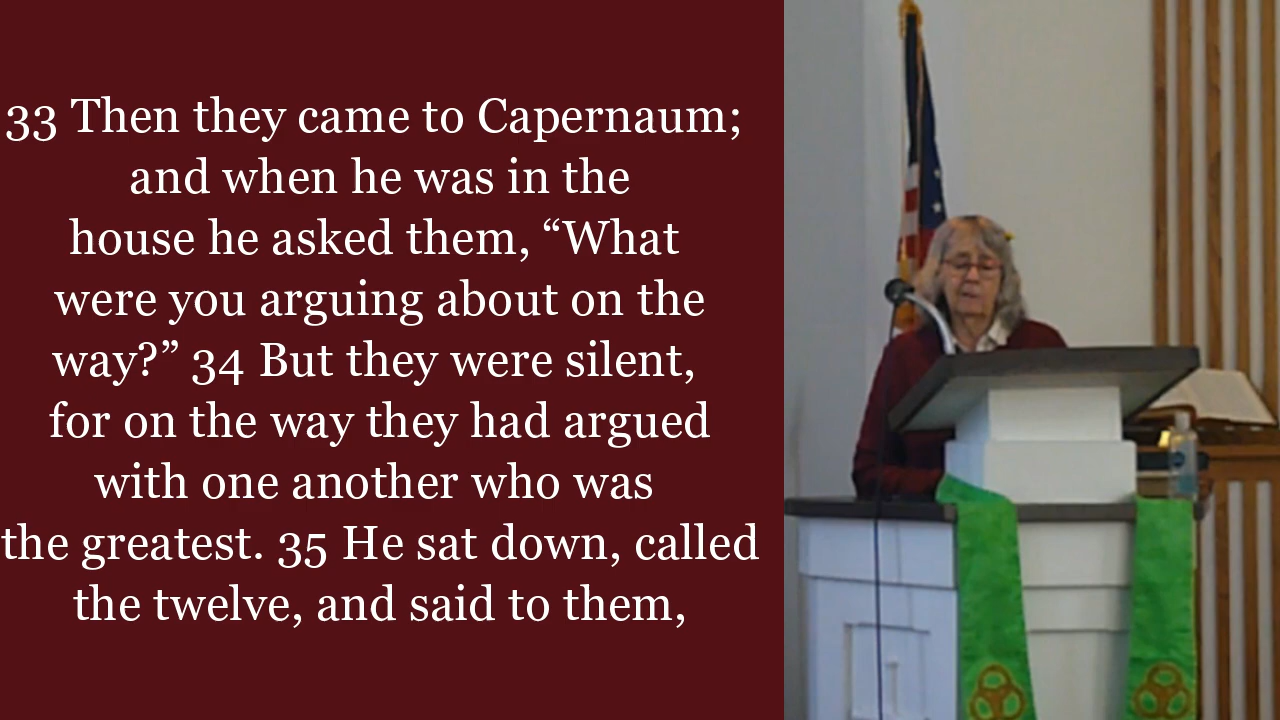 33 Then they came to Capernaum;
and when he was in the
house he asked them, “What
were you arguing about on the
way?” 34 But they were silent,
for on the way they had argued
with one another who was
the greatest. 35 He sat down, called
the twelve, and said to them,